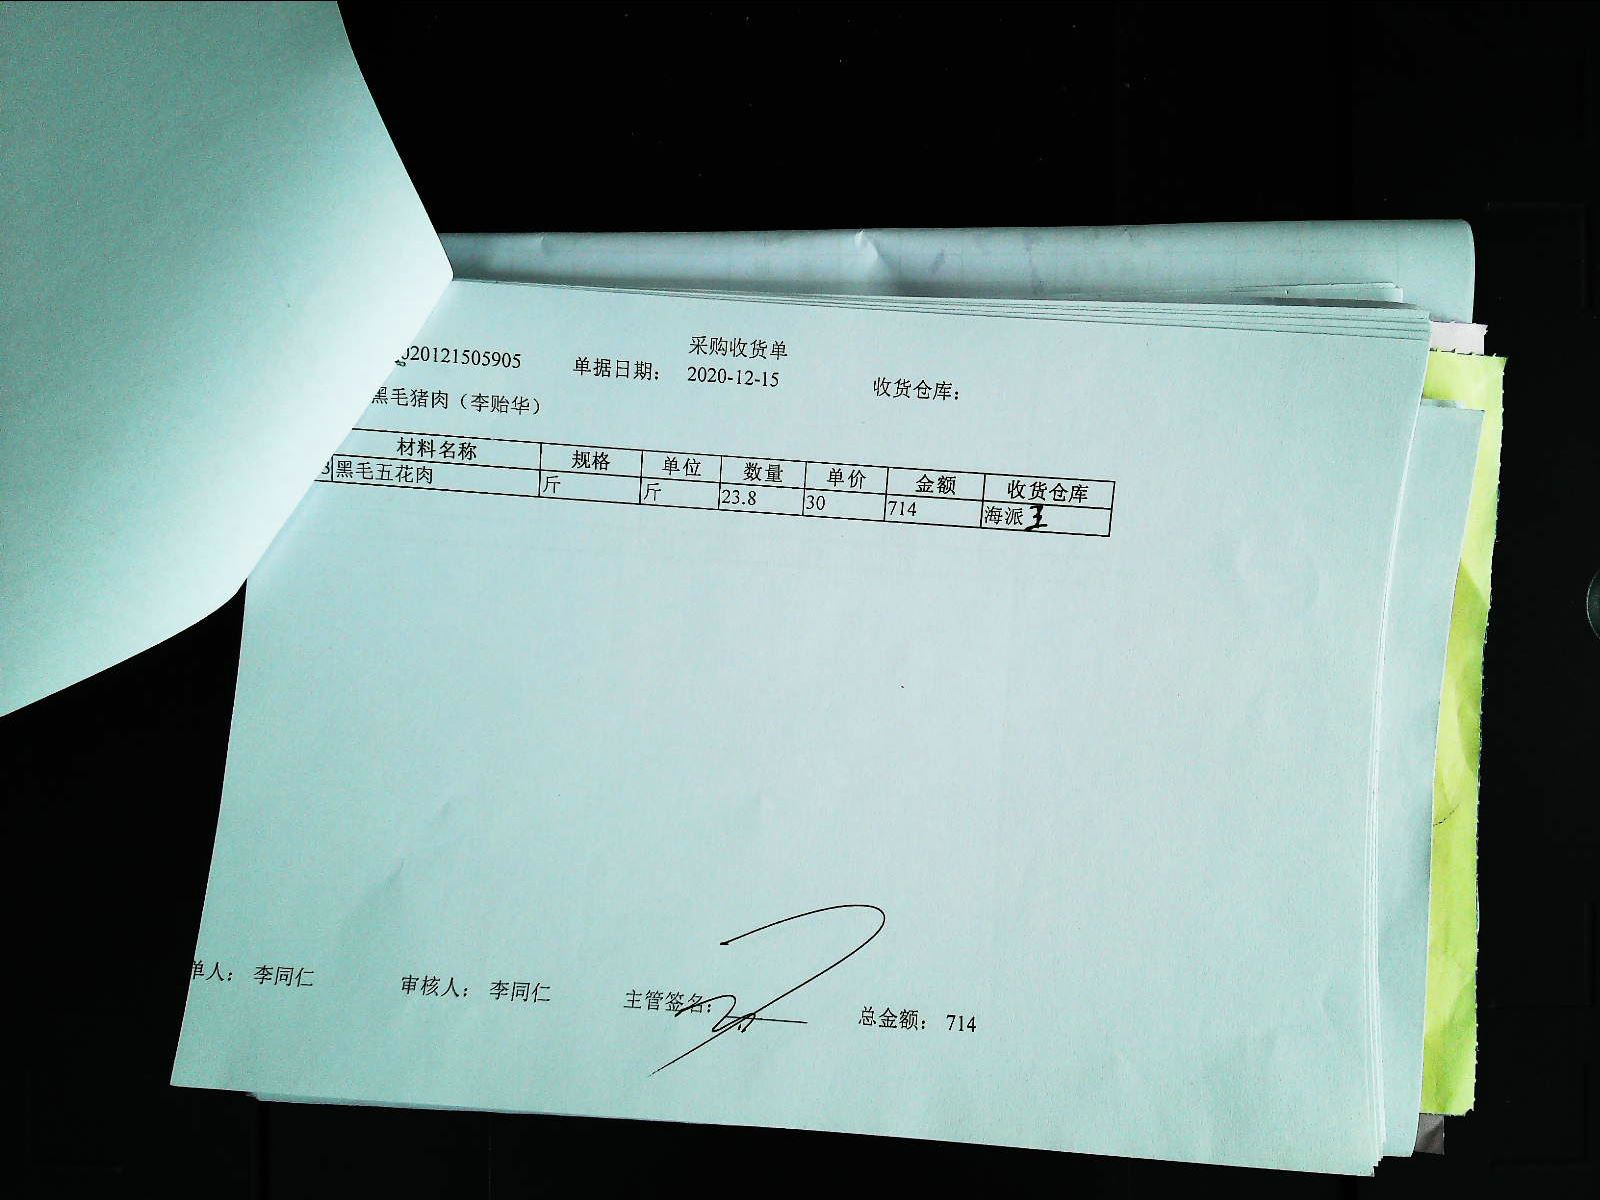 采购收货单
020121505905 单据日期: 2020-12-15 收货仓库:
黑毛猪肉（李贻华）
材料名称 规格 单位 数量 单价 金额 收货仓库
3 黑毛五花肉 斤 斤 23.8 30 714 海派
单人: 李同仁 审核人: 李同仁 主管签名: 总金额: 714